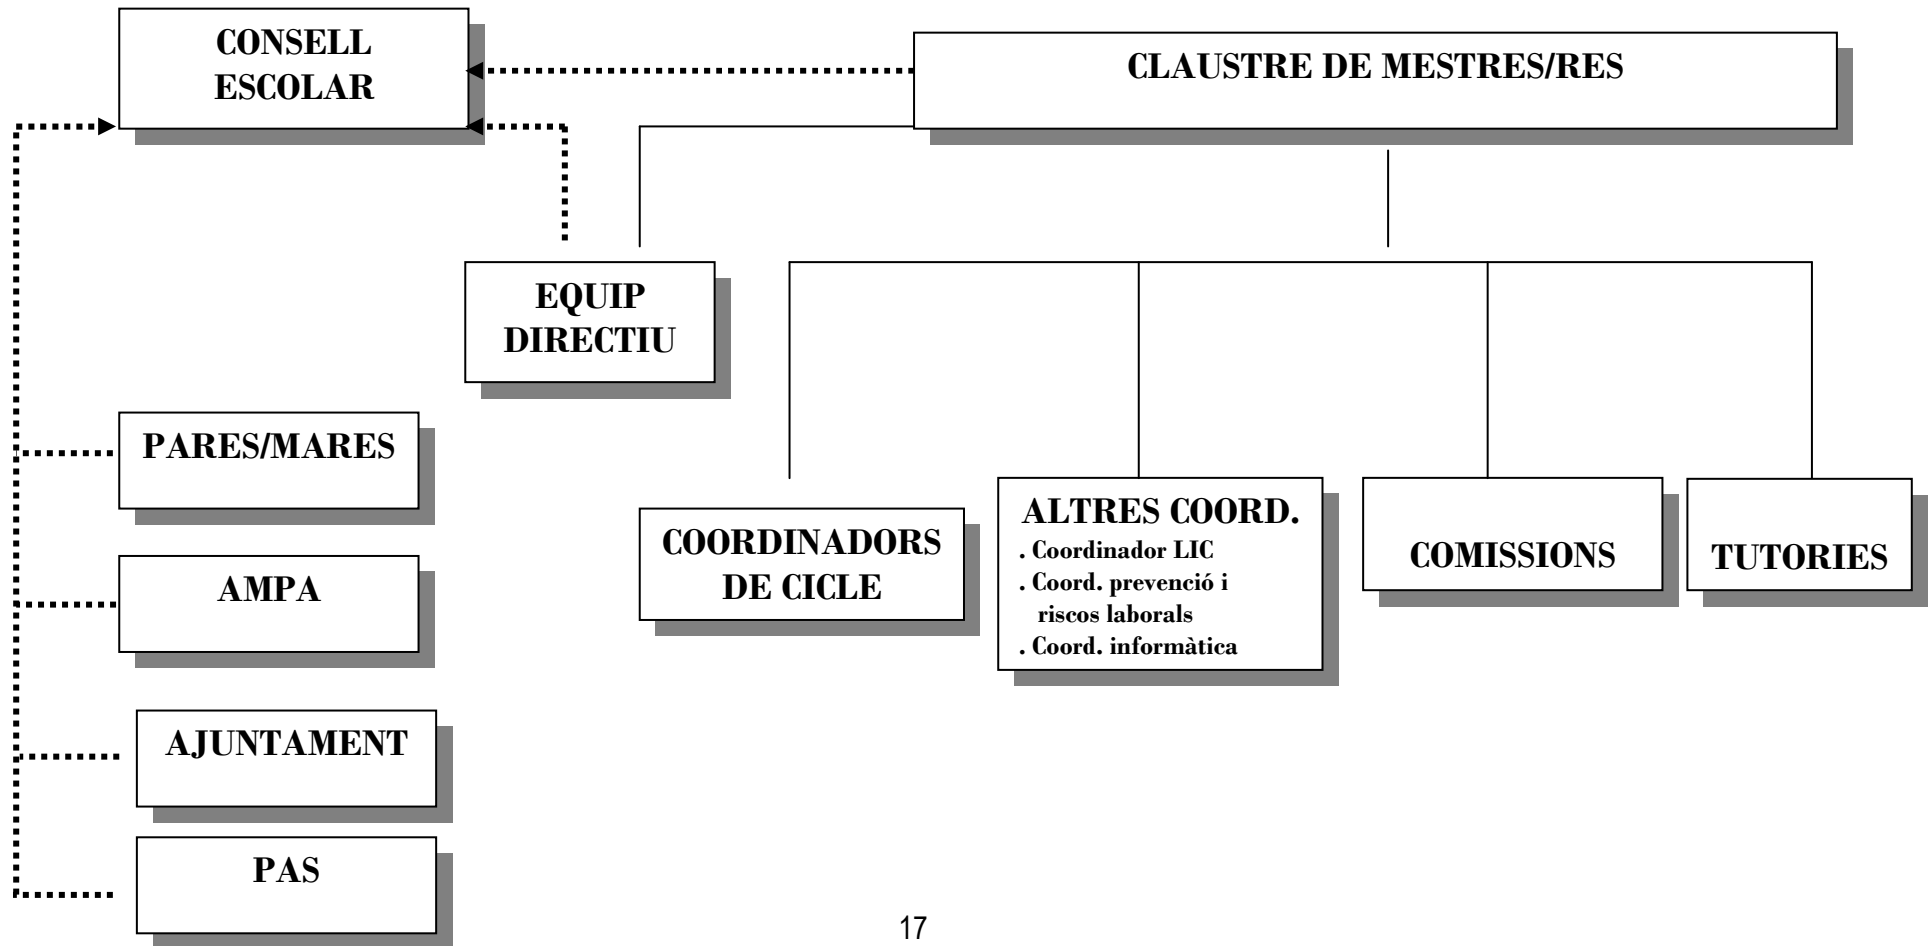 CONSELL
ESCOLAR
CLAUSTRE DE MESTRES/RES
EQUIP
DIRECTIU
PARES/MARES
AMPA
AJUNTAMENT
PAS
COORDINADORS
DE CICLE
ALTRES COORD.
. Coordinador LIC
. Coord. prevenció i
riscos laborals
. Coord. informàtica
COMISSIONS
TUTORIES
17